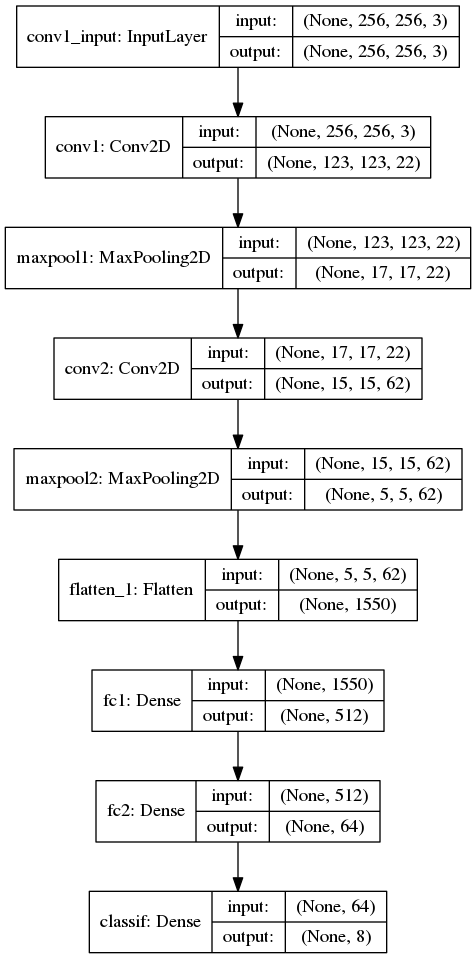 conv1_input: InputLayer input: (None, 256, 256, 3)
output: (None, 256, 256, 3)
conv1: Conv2D input: (None, 256, 256, 3)
output: (None, 123, 123, 22)
maxpool1: MaxPooling2D input: (None, 123, 123, 22)
output: (None, 17, 17, 22)
conv2: Conv2D input: (None, 17, 17, 22)
output: (None, 15, 15, 62)
maxpool2: MaxPooling2D input: (None, 15, 15, 62)
output: (None, 5, 5, 62)
flatten_1: Flatten input: (None, 5, 5, 62)
output: (None, 1550)
fc1: Dense input: (None, 1550)
output: (None, 512)
fc2: Dense input: (None, 512)
output: (None, 64)
classif: Dense input: (None, 64)
output: (None, 8)